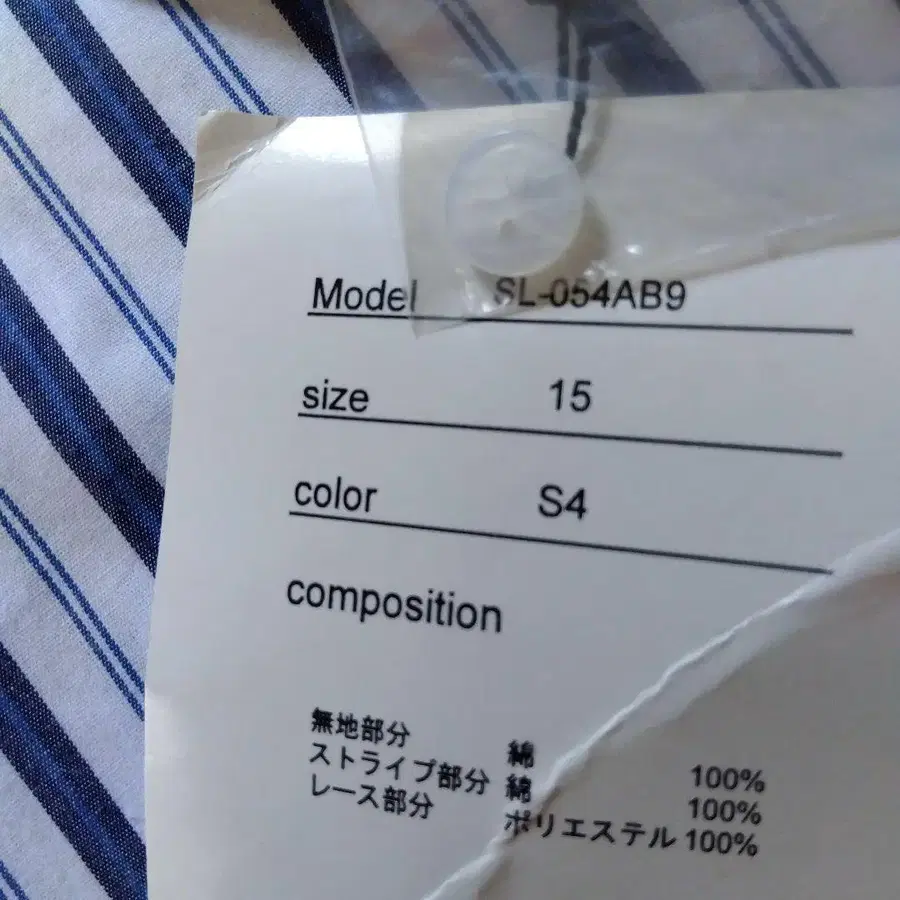 Model SL-054AB9
size 15
color S4
composition
無地部分 綿 100%
ストライプ部分 綿 100%
レース部分 ポリエステル 100%